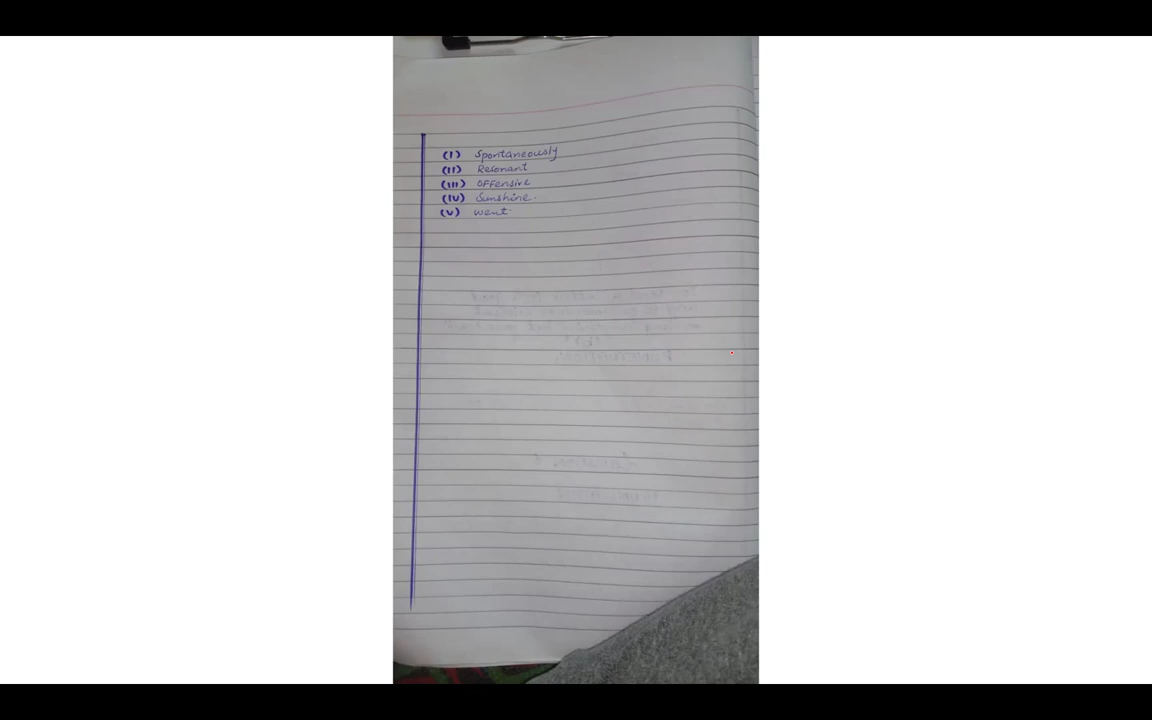 (I) Spontaneously
(II) Resonant
(III) OFFensive
(IV) Sunshine.
(V) went.